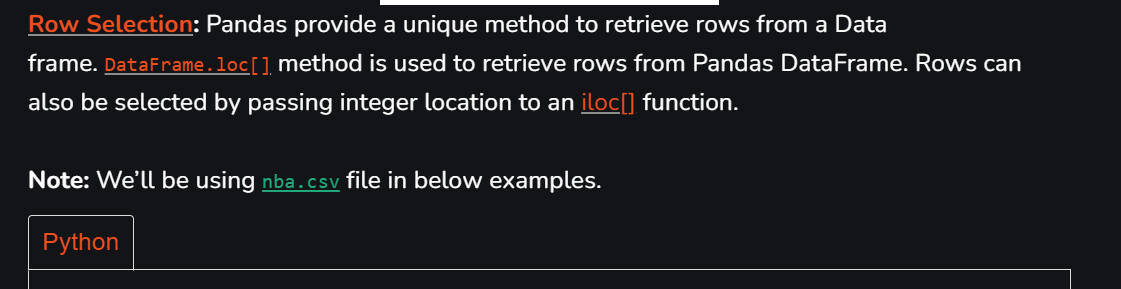 Row Selection: Pandas provide a unique method to retrieve rows from a Data
frame. DataFrame.loc[] method is used to retrieve rows from Pandas DataFrame. Rows can
also be selected by passing integer location to an iloc[] function.
Note: We’ll be using nba.csv file in below examples.
Python